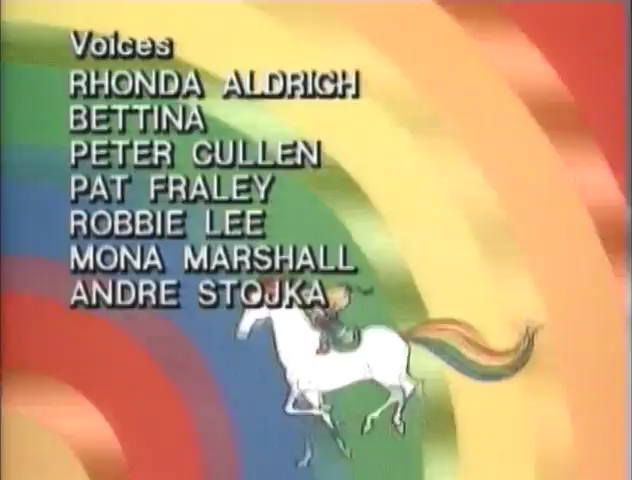 Voices
RHONDA ALDRICH
BETTINA
PETER CULLEN
PAT FRALEY
ROBBIE LEE
MONA MARSHALL
ANDRE STOJKA